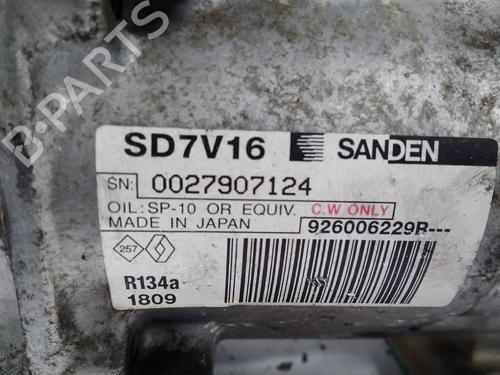 B-PARTS
SD7V16 SANDEN
SN: 0027907124
OIL: SP-10 OR EQUIV. C.W ONLY
MADE IN JAPAN 926006229R---
257
R134a
1809